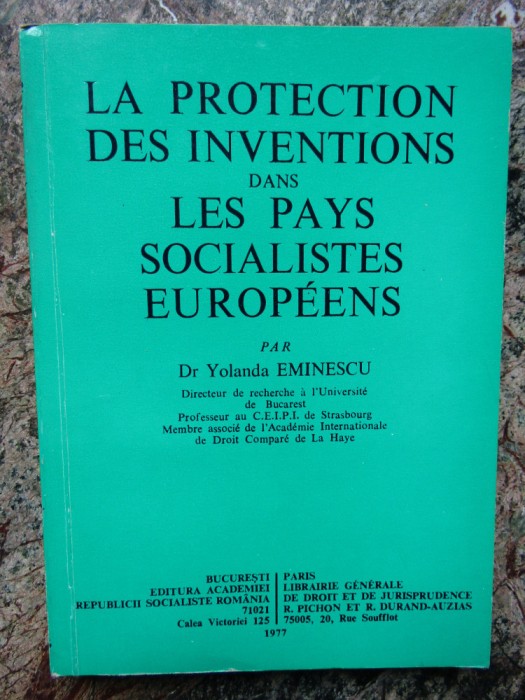 LA PROTECTION
DES INVENTIONS
DANS
LES PAYS
SOCIALISTES
EUROPÉENS
PAR
Dr Yolanda EMINESCU
Directeur de recherche à l'Université
de Bucarest
Professeur au C.E.I.P.I. de Strasbourg
Membre associé de l'Académie Internationale
de Droit Comparé de La Haye
BUCUREȘTI
EDITURA ACADEMIEI
REPUBLICII SOCIALISTE ROMÂNIA
71021
Calea Victoriei 125
PARIS
LIBRAIRIE GÉNÉRALE
DE DROIT ET DE JURISPRUDENCE
R. PICHON ET R. DURAND-AUZIAS
75005, 20, Rue Soufflot
1977